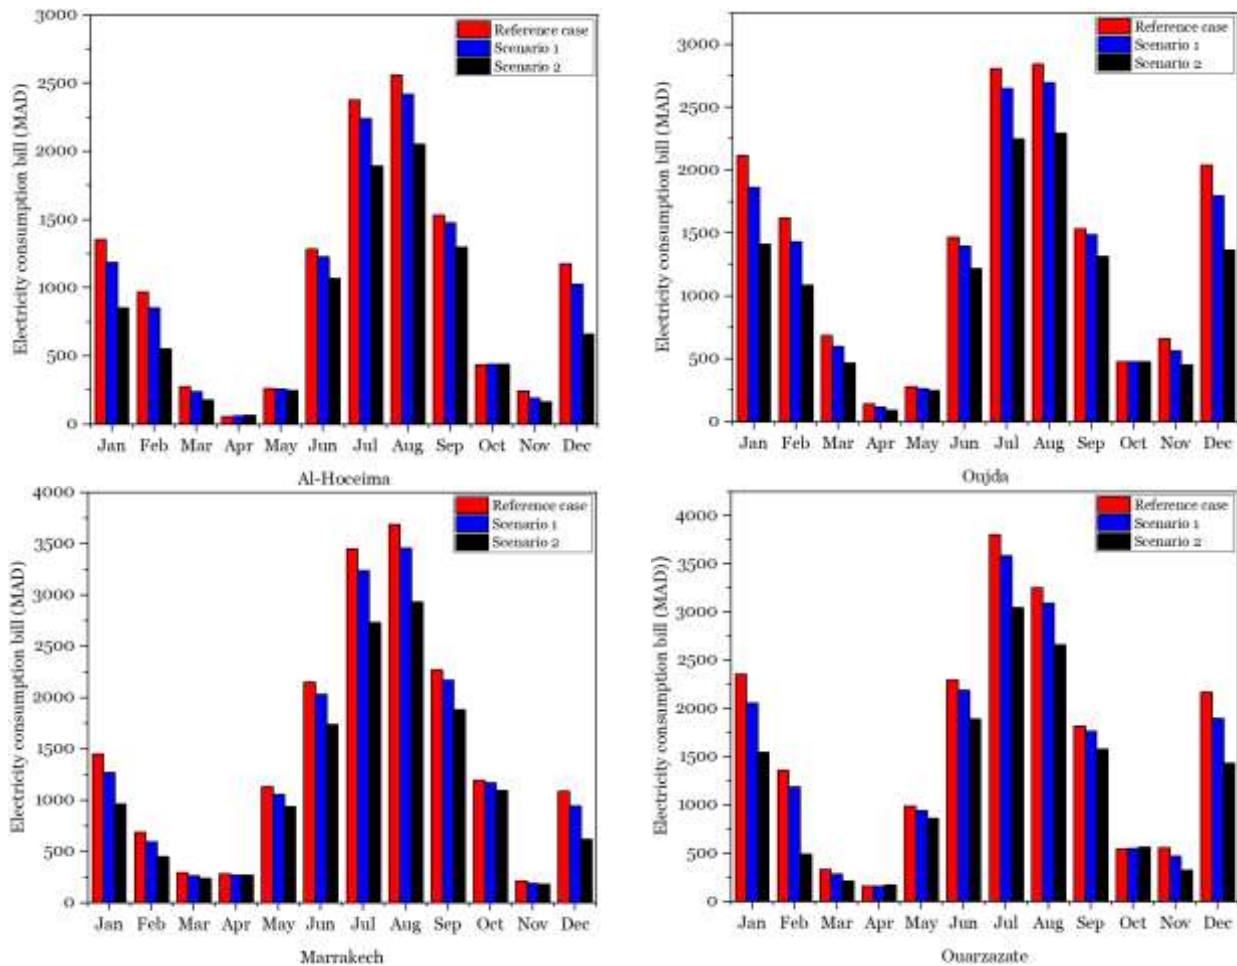 3000
2500
2000
1500
1000
500
0
Electricity consumption bill (MAD)
Reference case
Scenario 1
Scenario 2
Jan Feb Mar Apr May Jun Jul Aug Sep Oct Nov Dec
Al-Hoceima
3000
2500
2000
1500
1000
500
0
Electricity consumption bill (MAD)
Reference case
Scenario 1
Scenario 2
Jan Feb Mar Apr May Jun Jul Aug Sep Oct Nov Dec
Oujda
4000
3500
3000
2500
2000
1500
1000
500
0
Electricity consumption bill (MAD)
Reference case
Scenario 1
Scenario 2
Jan Feb Mar Apr May Jun Jul Aug Sep Oct Nov Dec
Marrakech
4000
3500
3000
2500
2000
1500
1000
500
0
Electricity consumption bill (MAD))
Reference case
Scenario 1
Scenario 2
Jan Feb Mar Apr May Jun Jul Aug Sep Oct Nov Dec
Ouarzazate